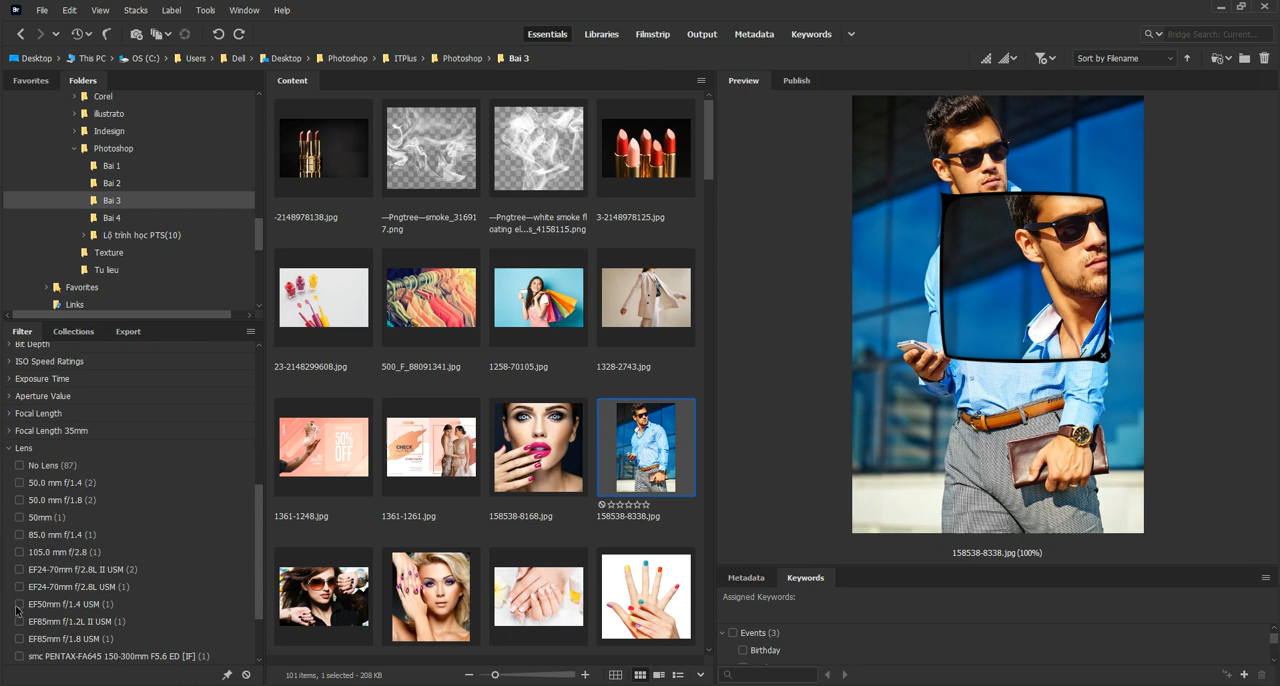 Br File Edit View Stacks Label Tools Window Help
Essentials Libraries Filmstrip Output Metadata Keywords
Bridge Search: Current...
Desktop This PC OS (C:) Users Dell Desktop Photoshop ITPlus Photoshop Bai 3
Sort by Filename
Favorites Folders
Corel
illustrato
Indesign
Photoshop
Bai 1
Bai 2
Bai 3
Bai 4
Lộ trình học PTS(10)
Texture
Tu lieu
Favorites
Links
Filter Collections Export
Bit Depth
ISO Speed Ratings
Exposure Time
Aperture Value
Focal Length
Focal Length 35mm
Lens
No Lens (87)
50.0 mm f/1.4 (2)
50.0 mm f/1.8 (2)
50mm (1)
85.0 mm f/1.4 (1)
105.0 mm f/2.8 (1)
EF24-70mm f/2.8L II USM (2)
EF24-70mm f/2.8L USM (1)
EF50mm f/1.4 USM (1)
EF85mm f/1.2L II USM (1)
EF85mm f/1.8 USM (1)
smc PENTAX-FA645 150-300mm F5.6 ED [IF] (1)
Content
-2148978138.jpg
—Pngtree—smoke_31691
7.png
—Pngtree—white smoke fl
oating ei...s_4158115.png
3-2148978125.jpg
23-2148299608.jpg
500_F_88091341.jpg
1258-70105.jpg
1328-2743.jpg
50%
OFF
CHECK
1361-1248.jpg
1361-1261.jpg
158538-8168.jpg
158538-8338.jpg
101 items, 1 selected - 208 KB
Preview Publish
158538-8338.jpg (100%)
Metadata Keywords
Assigned Keywords:
Events (3)
Birthday